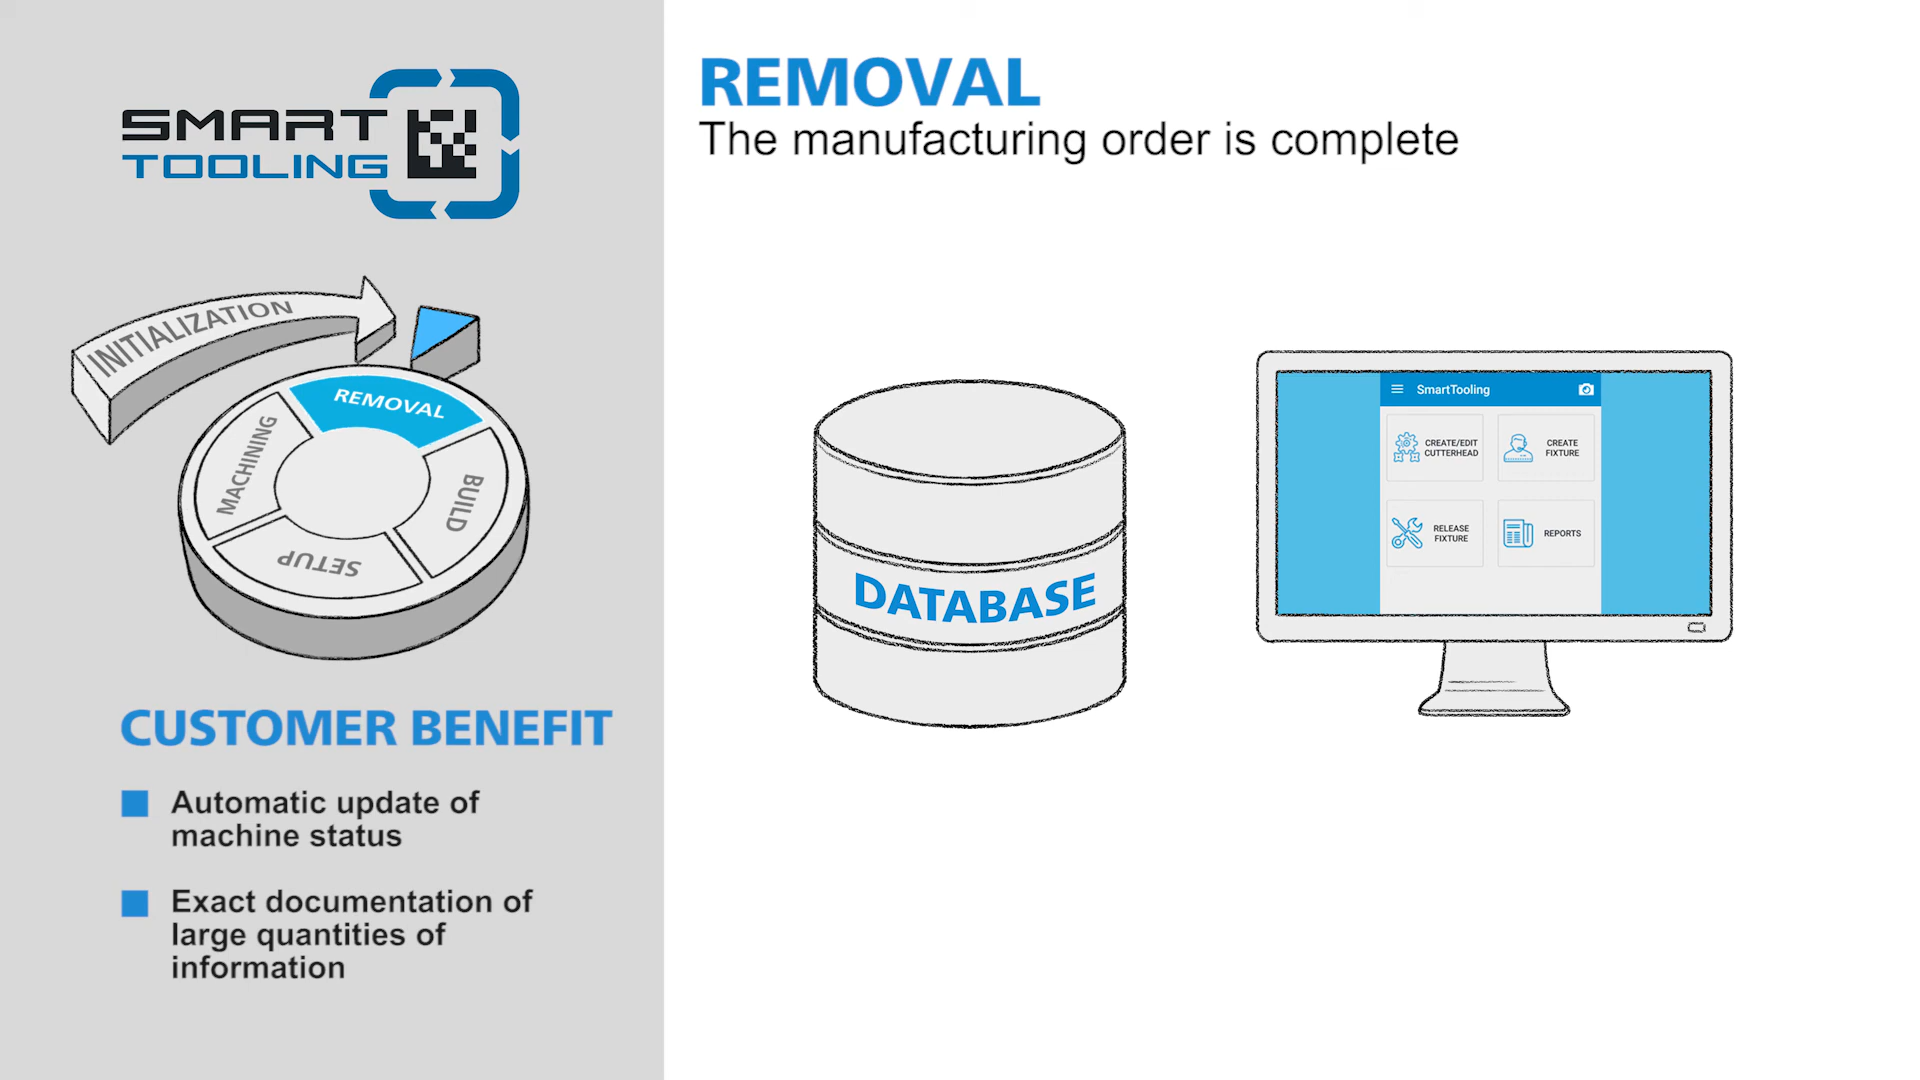 SMART
TOOLING
INITIALIZATION
REMOVAL
MACHINING
BUILD
SETUP
CUSTOMER BENEFIT
Automatic update of
machine status
Exact documentation of
large quantities of
information
REMOVAL
The manufacturing order is complete
DATABASE
SmartTooling
CREATE/EDIT
CUTTERHEAD
CREATE
FIXTURE
RELEASE
FIXTURE
REPORTS